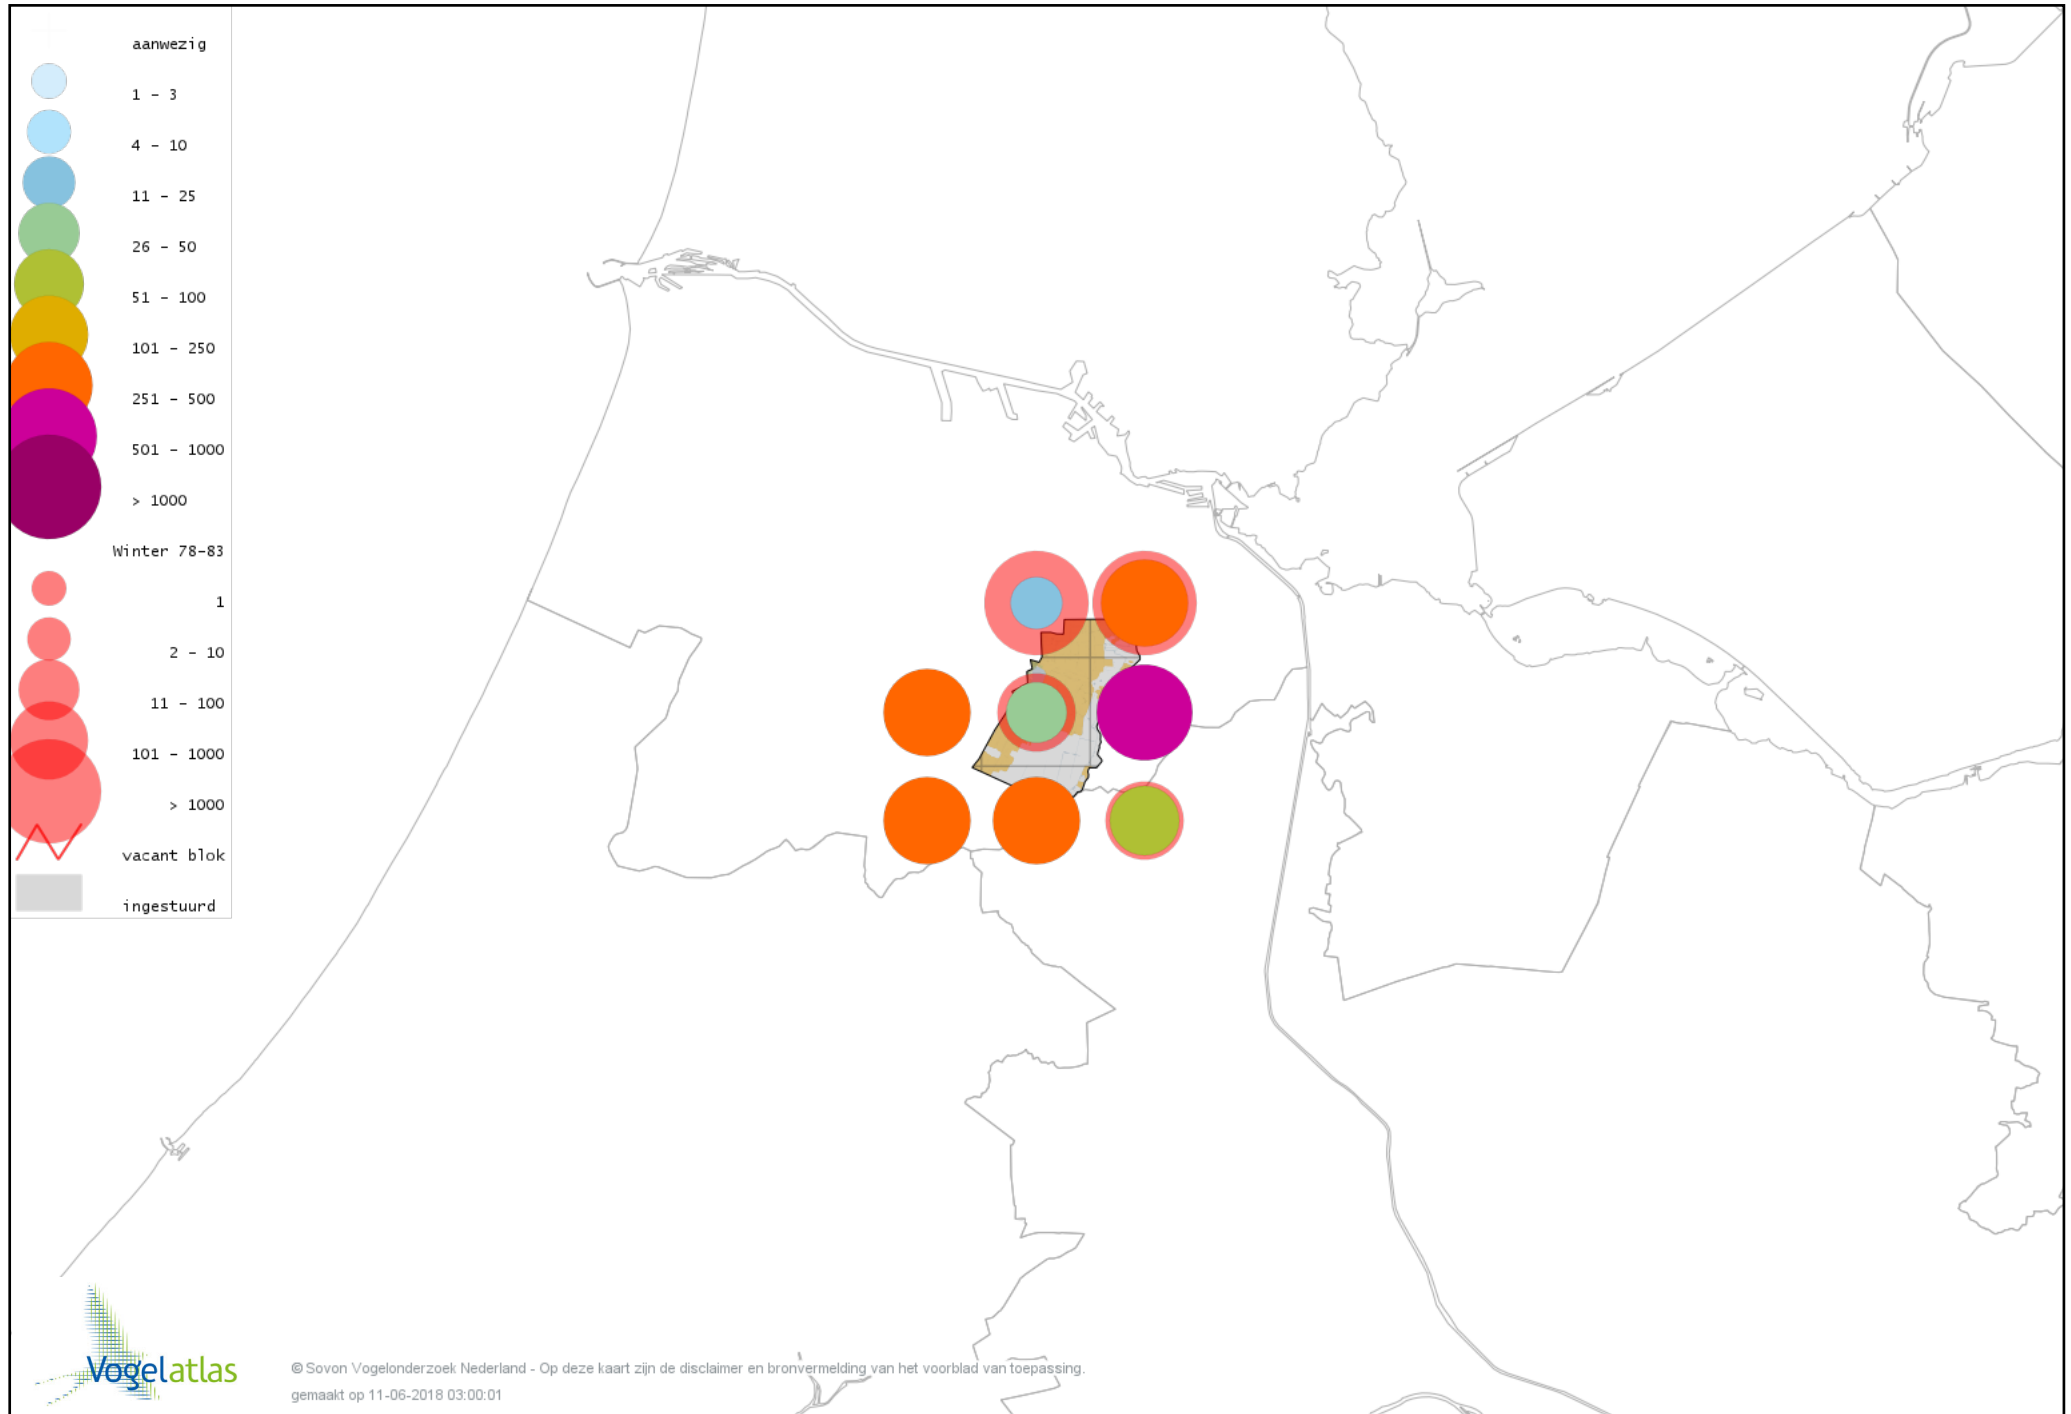 aanwezig
1 – 3
4 – 10
11 – 25
26 – 50
51 – 100
101 – 250
251 – 500
501 – 1000
> 1000
Winter 78-83
1
2 – 10
11 – 100
101 – 1000
> 1000
vacant blok
ingestuurd
Vogelatlas
© Sovon Vogelonderzoek Nederland - Op deze kaart zijn de disclaimer en bronvermelding van het voorblad van toepassing.
gemaakt op 11-06-2018 03:00:01